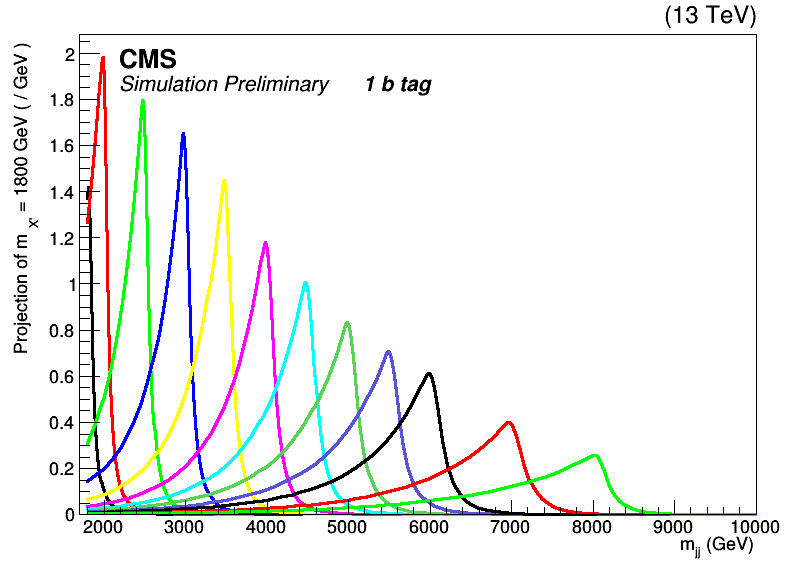 (13 TeV)
CMS
Simulation Preliminary 1 b tag
Projection of m X' = 1800 GeV ( / GeV )
2
1.8
1.6
1.4
1.2
1
0.8
0.6
0.4
0.2
0
2000 3000 4000 5000 6000 7000 8000 9000 10000
m jj (GeV)